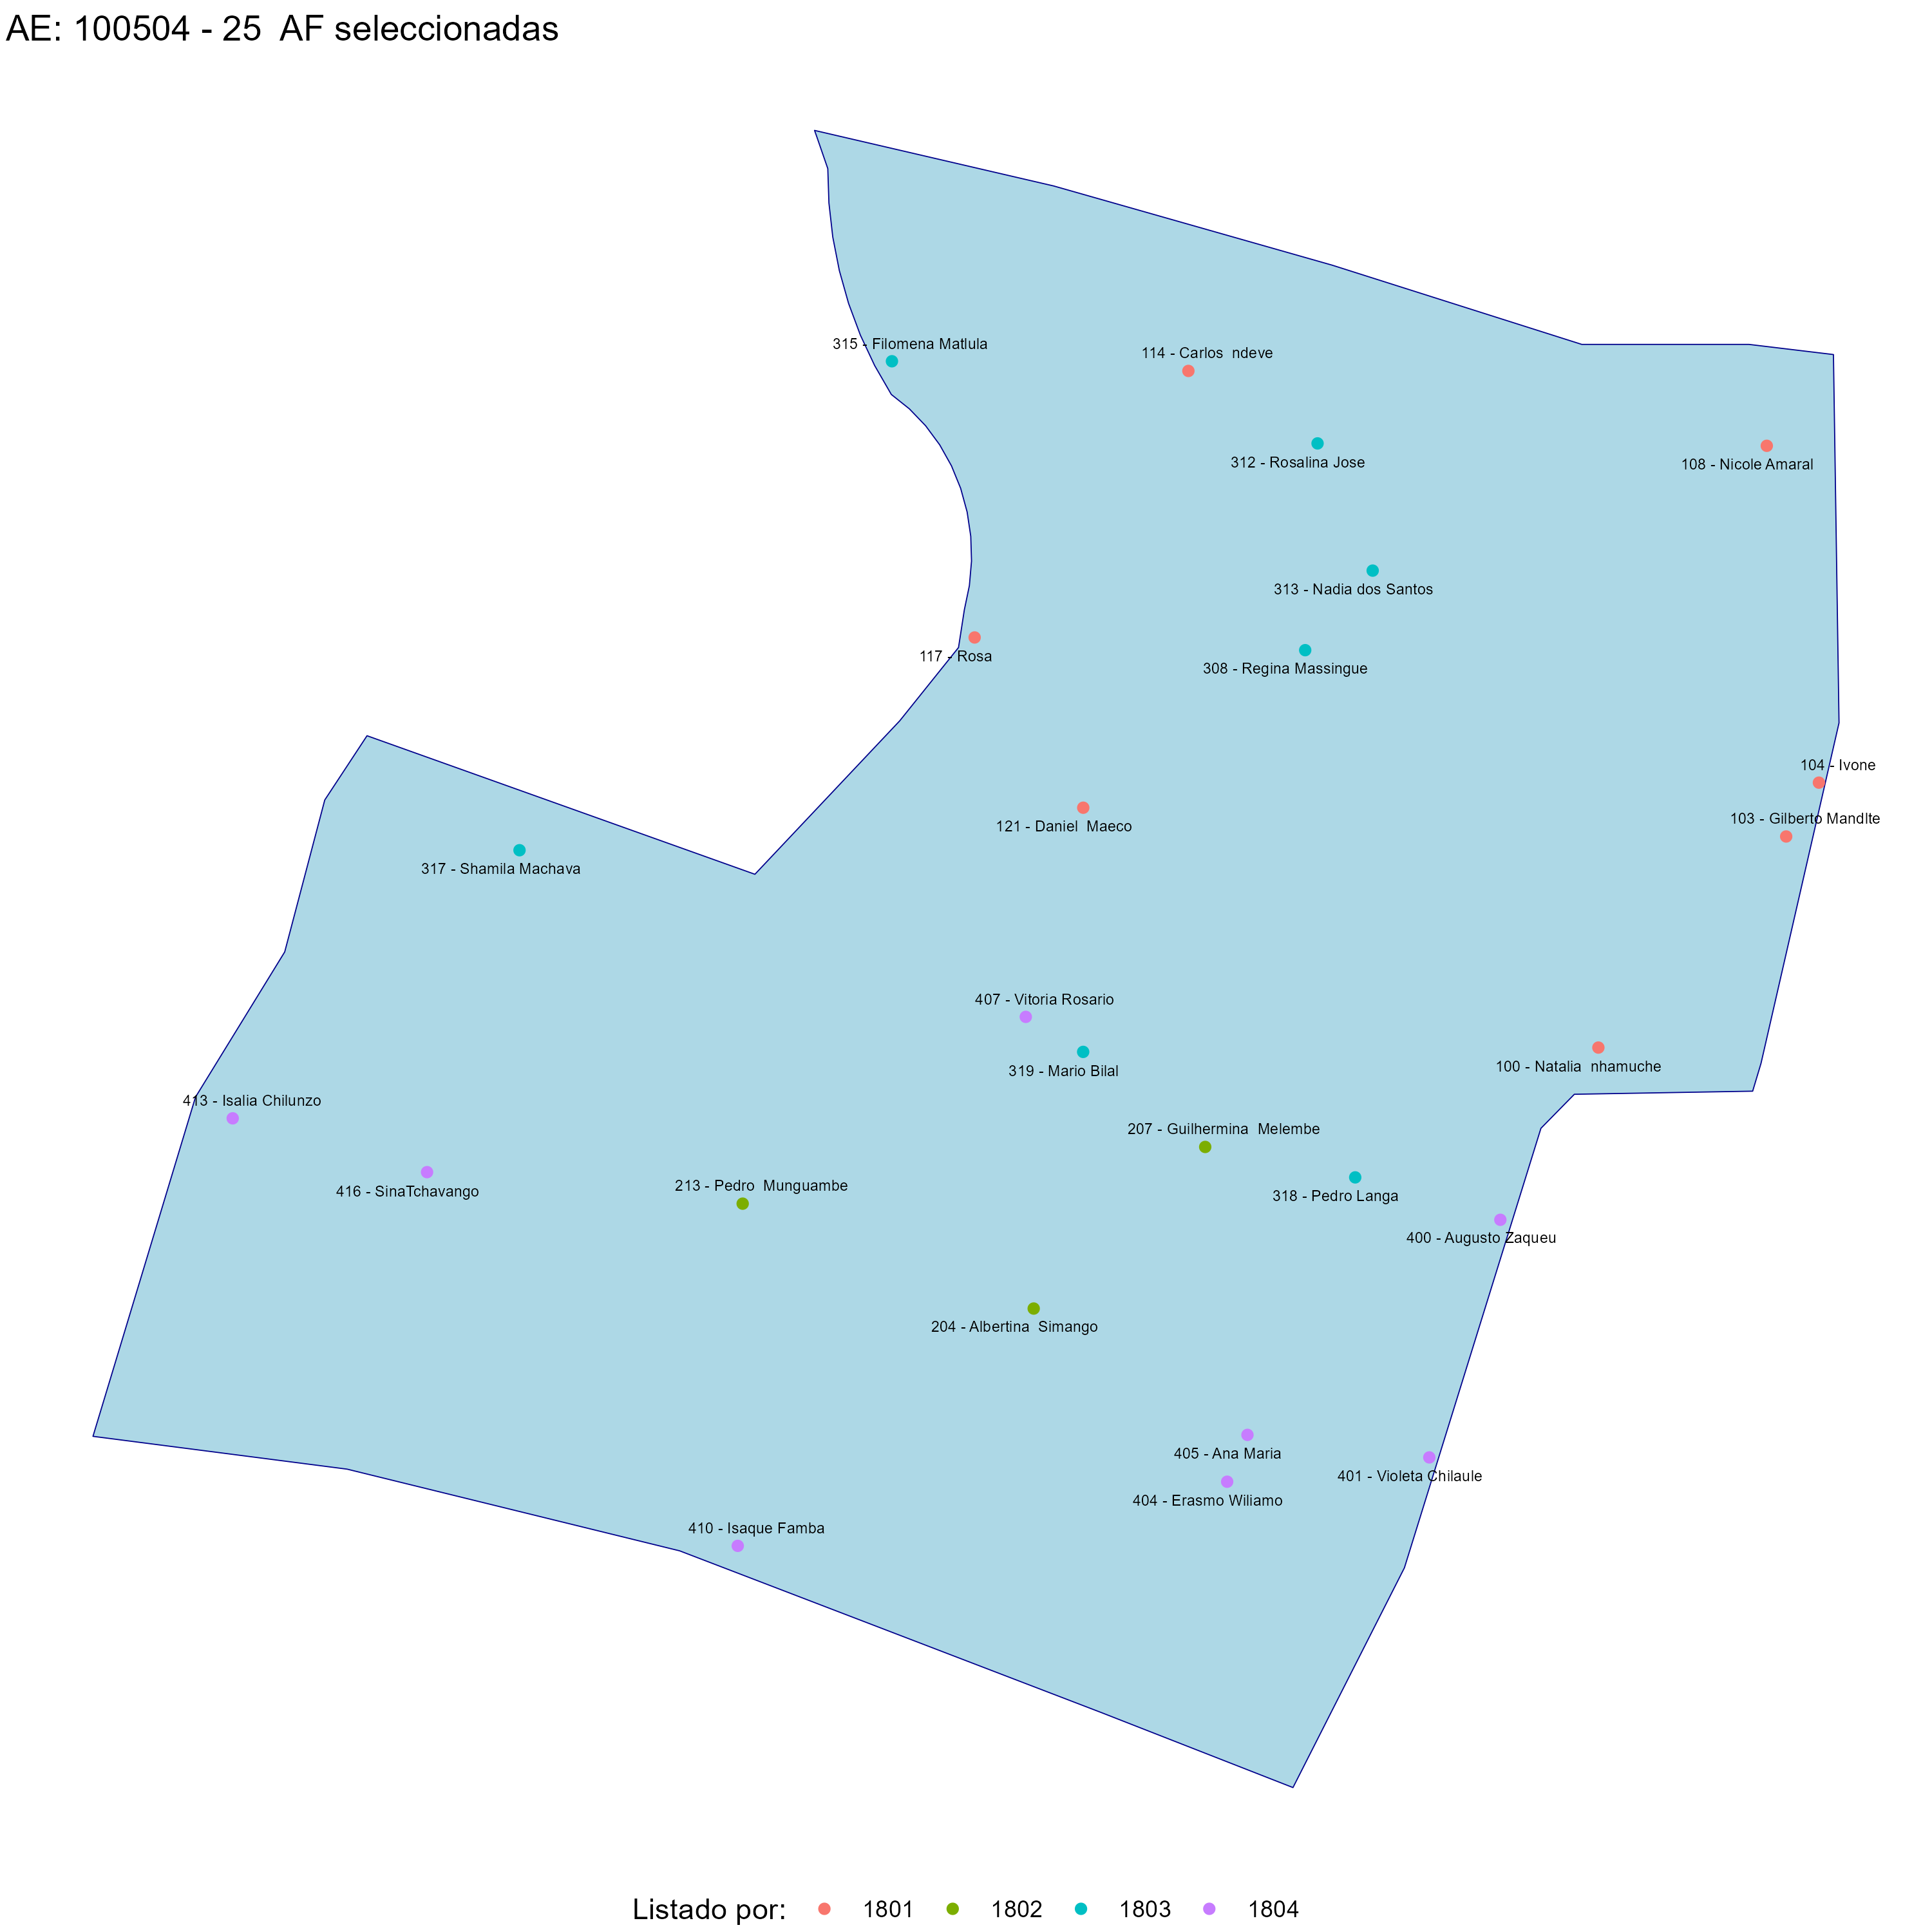 AE: 100504 - 25  AF seleccionadas
315 - Filomena Matlula
114 - Carlos  ndeve
312 - Rosalina Jose
108 - Nicole Amaral
313 - Nadia dos Santos
117 - Rosa
308 - Regina Massingue
104 - Ivone
103 - Gilberto Mandlte
121 - Daniel  Maeco
317 - Shamila Machava
407 - Vitoria Rosario
319 - Mario Bilal
100 - Natalia  nhamuche
413 - Isalia Chilunzo
207 - Guilhermina  Melembe
416 - SinaTchavango
213 - Pedro  Munguambe
318 - Pedro Langa
400 - Augusto Zaqueu
204 - Albertina  Simango
405 - Ana Maria
401 - Violeta Chilaule
404 - Erasmo Wiliamo
410 - Isaque Famba
Listado por: 1801 1802 1803 1804